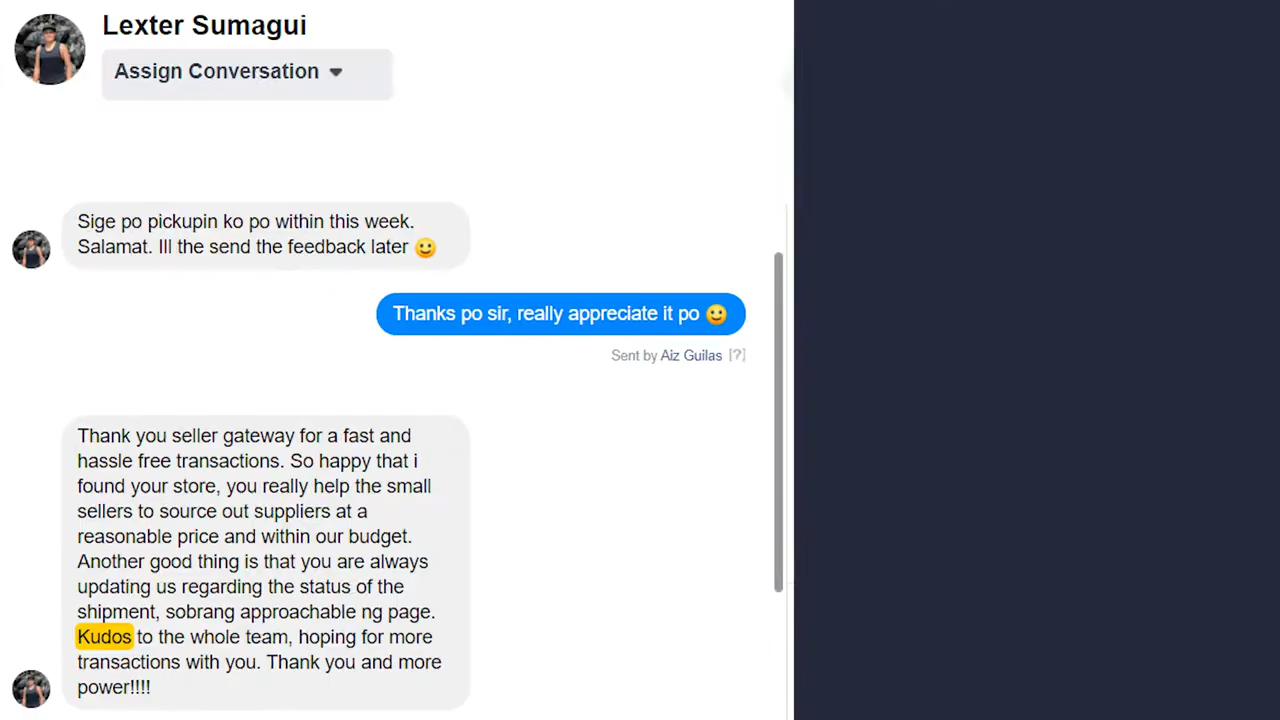 Lexter Sumagui
Assign Conversation
Sige po pickupin ko po within this week.
Salamat. Ill the send the feedback later 🙂
Thanks po sir, really appreciate it po 🙂
Sent by Aiz Guilas [?]
Thank you seller gateway for a fast and
hassle free transactions. So happy that i
found your store, you really help the small
sellers to source out suppliers at a
reasonable price and within our budget.
Another good thing is that you are always
updating us regarding the status of the
shipment, sobrang approachable ng page.
Kudos to the whole team, hoping for more
transactions with you. Thank you and more
power!!!!